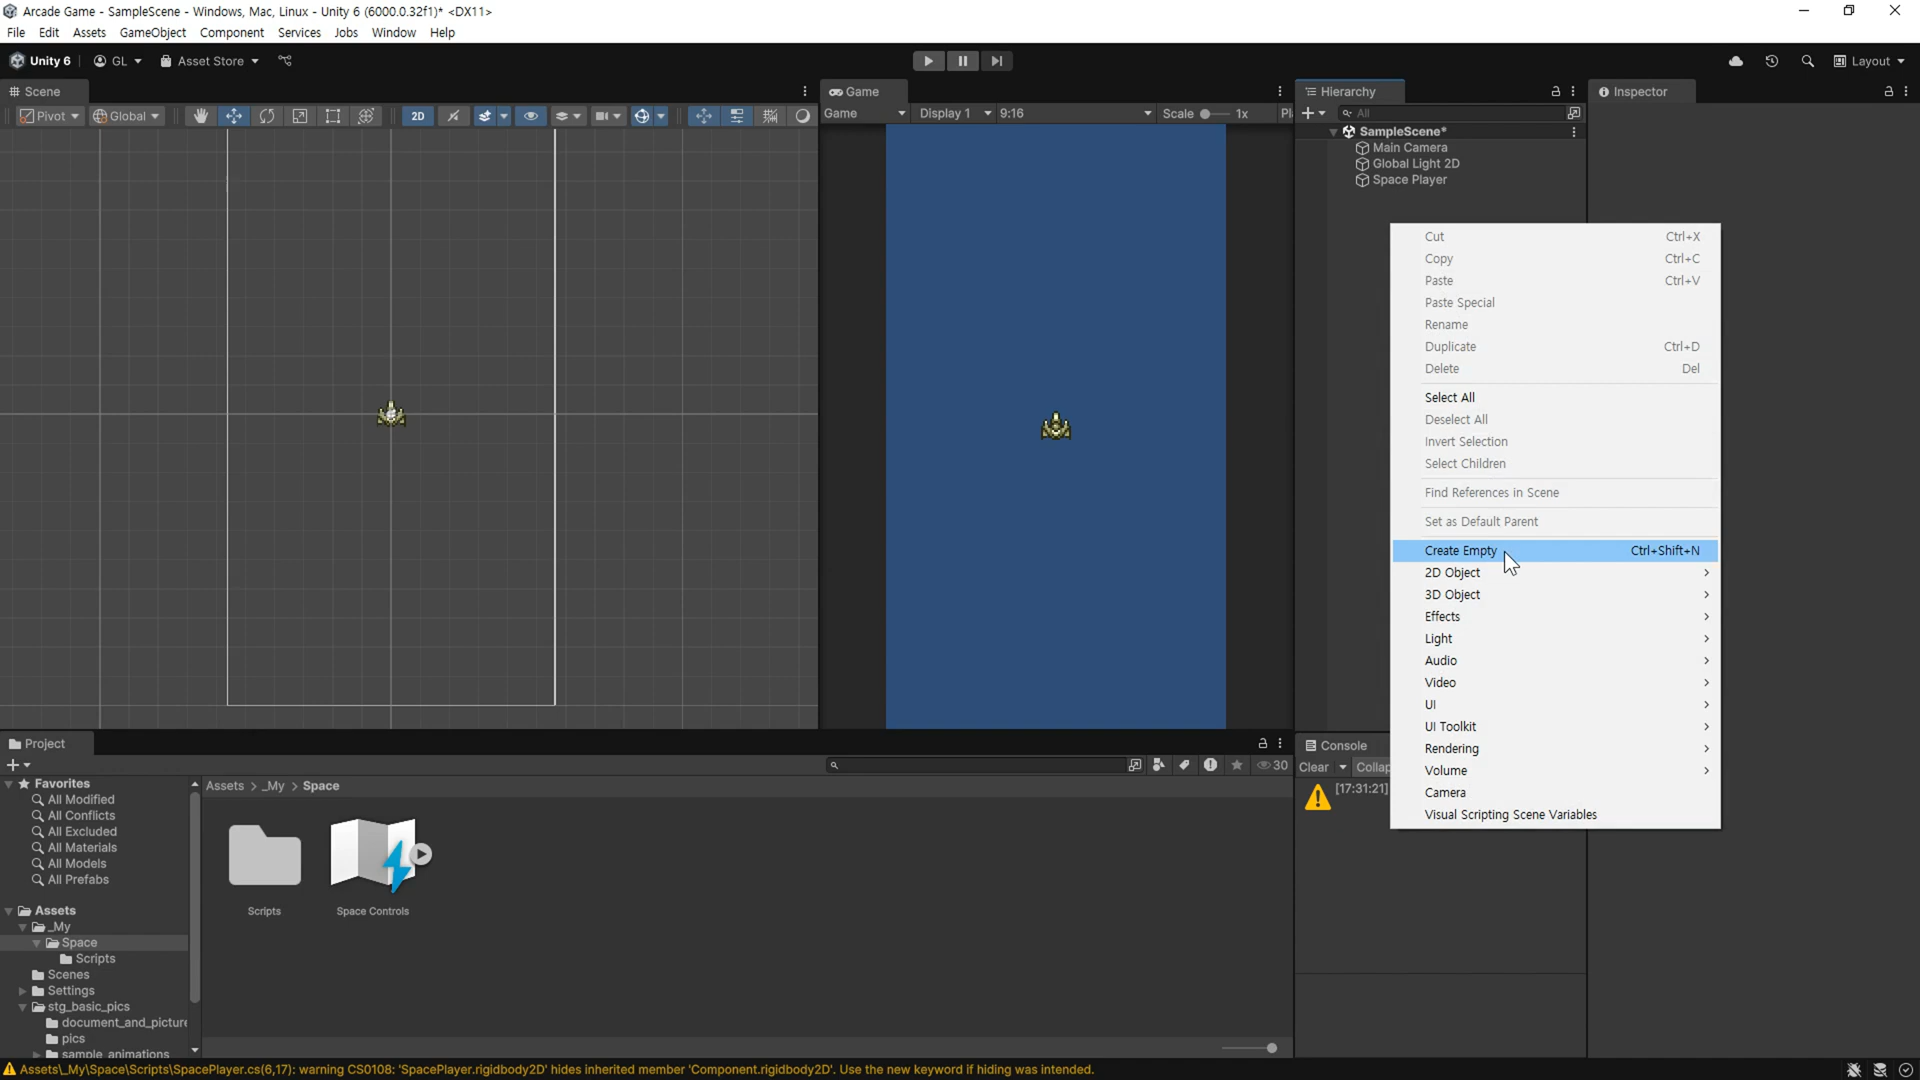 Arcade Game - SampleScene - Windows, Mac, Linux - Unity 6 (6000.0.32f1)* <DX11>
File Edit Assets GameObject Component Services Jobs Window Help
Unity 6 GL Asset Store Layout
Scene
Pivot Global 2D
Game
Game Display 1 9:16 Scale 1x Pl
Hierarchy
All
SampleScene*
Main Camera
Global Light 2D
Space Player
Inspector
Cut Ctrl+X
Copy Ctrl+C
Paste Ctrl+V
Paste Special
Rename
Duplicate Ctrl+D
Delete Del
Select All
Deselect All
Invert Selection
Select Children
Find References in Scene
Set as Default Parent
Create Empty Ctrl+Shift+N
2D Object
3D Object
Effects
Light
Audio
Video
UI
UI Toolkit
Rendering
Volume
Camera
Visual Scripting Scene Variables
Project
30
Favorites
All Modified
All Conflicts
All Excluded
All Materials
All Models
All Prefabs
Assets
_My
Space
Scripts
Scenes
Settings
stg_basic_pics
document_and_picture
pics
sample_animations
Assets > _My > Space
Scripts
Space Controls
Console
Clear Collap
[17:31:21]
Assets\_My\Space\Scripts\SpacePlayer.cs(6,17): warning CS0108: 'SpacePlayer.rigidbody2D' hides inherited member 'Component.rigidbody2D'. Use the new keyword if hiding was intended.